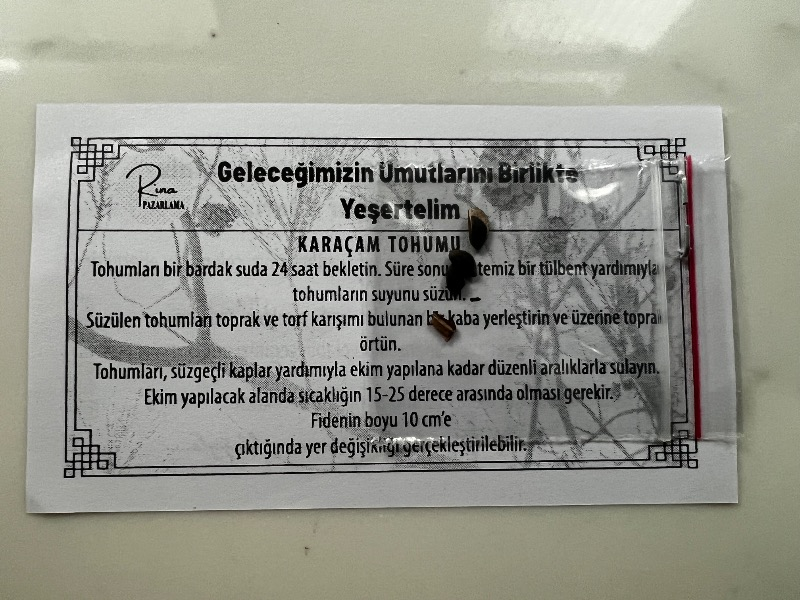 Rina
PAZARLAMA
Geleceğimizin Umutlarını Birlikte
Yeşertelim
KARAÇAM TOHUMU
Tohumları bir bardak suda 24 saat bekletin. Süre sonu temiz bir tülbent yardımıyla
tohumların suyunu süzün.
Süzülen tohumları toprak ve torf karışımı bulunan bir kaba yerleştirin ve üzerine toprak
örtün.
Tohumları, süzgeçli kaplar yardımıyla ekim yapılana kadar düzenli aralıklarla sulayın.
Ekim yapılacak alanda sıcaklığın 15-25 derece arasında olması gerekir.
Fidenin boyu 10 cm'e
çıktığında yer değişikliği gerçekleştirilebilir.